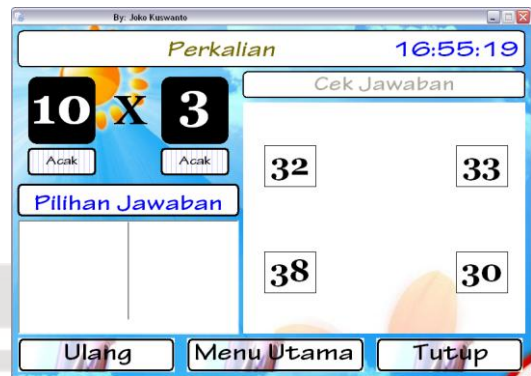 By: Joko Kuswanto
Perkalian 16:55:19
10 X 3
Cek Jawaban
Acak Acak
32 33
Pilihan Jawaban
38 30
Ulang Menu Utama Tutup